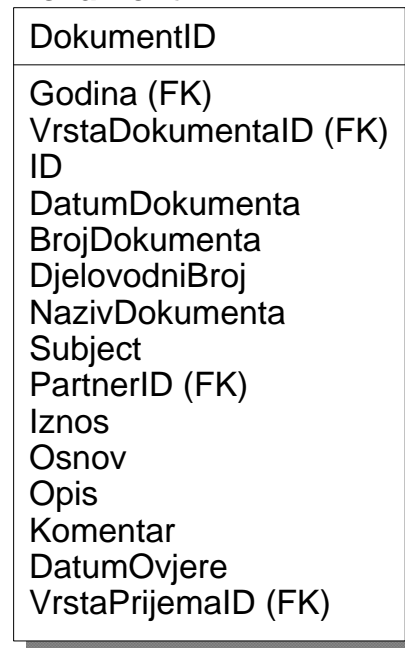 DokumentID
Godina (FK)
VrstaDokumentaID (FK)
ID
DatumDokumenta
BrojDokumenta
DjelovodniBroj
NazivDokumenta
Subject
PartnerID (FK)
Iznos
Osnov
Opis
Komentar
DatumOvjere
VrstaPrijemaID (FK)